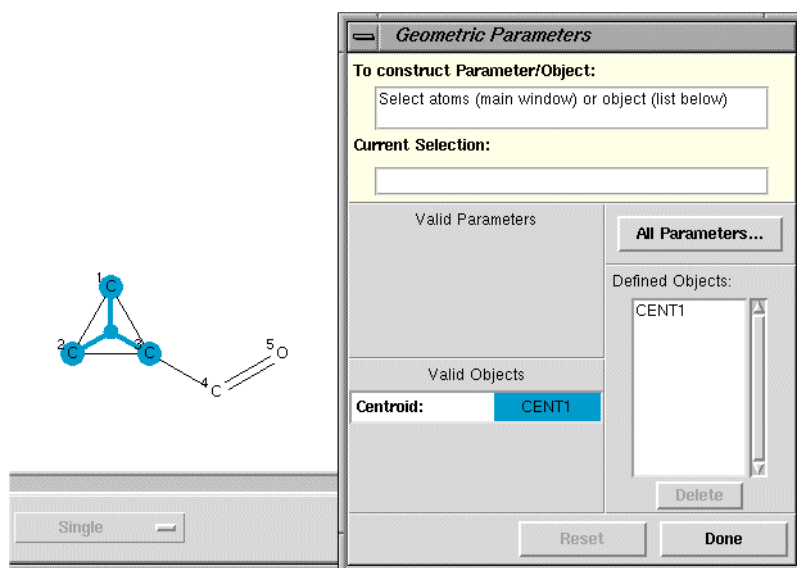 Geometric Parameters
To construct Parameter/Object:
Select atoms (main window) or object (list below)
Current Selection:
Valid Parameters
All Parameters...
Defined Objects:
CENT1
Valid Objects
Centroid: CENT1
Delete
Reset Done
1 C
2 C 3 C
4 C 5 O
Single